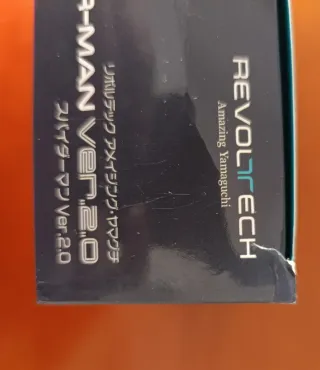 REVOLTECH
Amazing Yamaguchi
リボルテック アメイジング・ヤマグチ
R-MAN Ver.2.0
スパイダーマン Ver.2.0